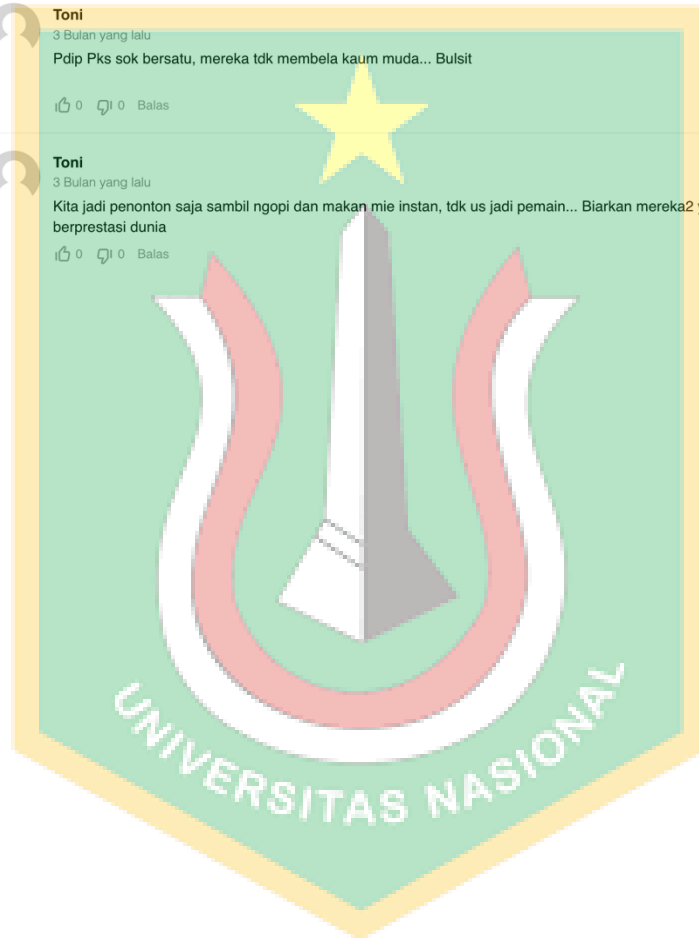 Toni
3 Bulan yang lalu
Pdip Pks sok bersatu, mereka tdk membela kaum muda... Bulsit
0 0 Balas
Toni
3 Bulan yang lalu
Kita jadi penonton saja sambil ngopi dan makan mie instan, tdk us jadi pemain... Biarkan mereka2
berprestasi dunia
0 0 Balas
UNIVERSITAS NASIONAL